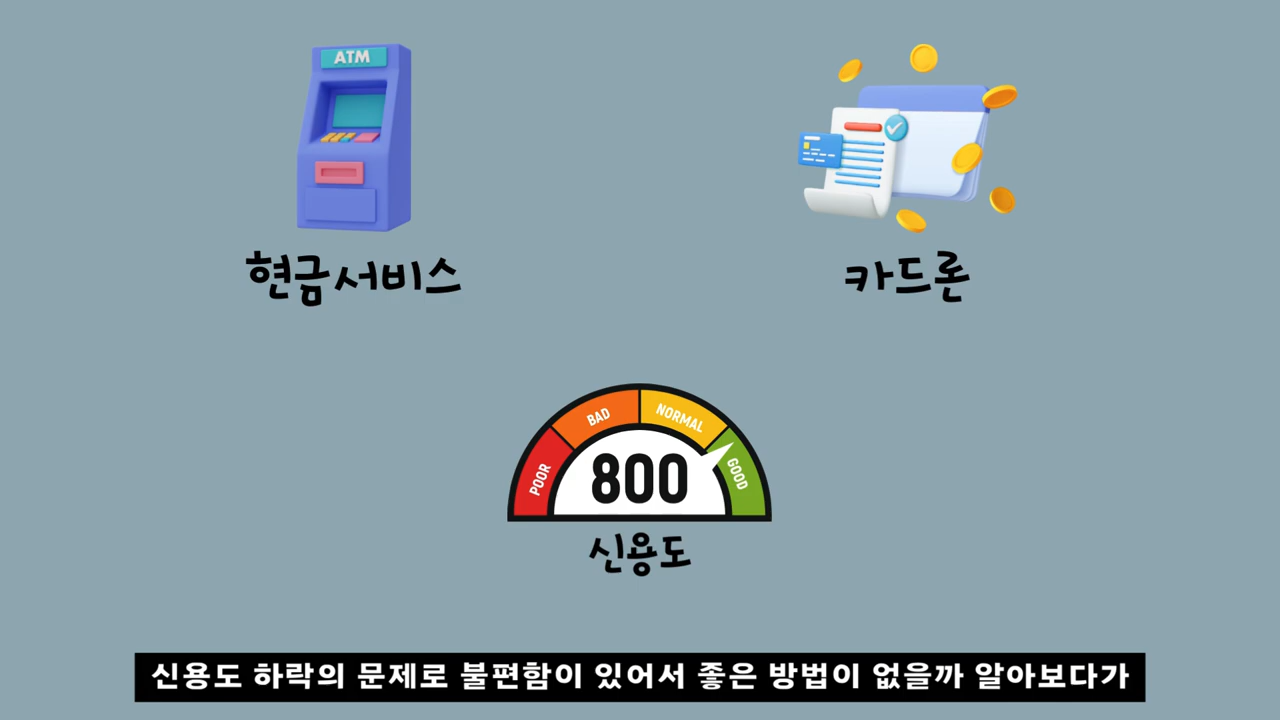 ATM
현금서비스
카드론
POOR
BAD
NORMAL
GOOD
800
신용도
신용도 하락의 문제로 불편함이 있어서 좋은 방법이 없을까 알아보다가